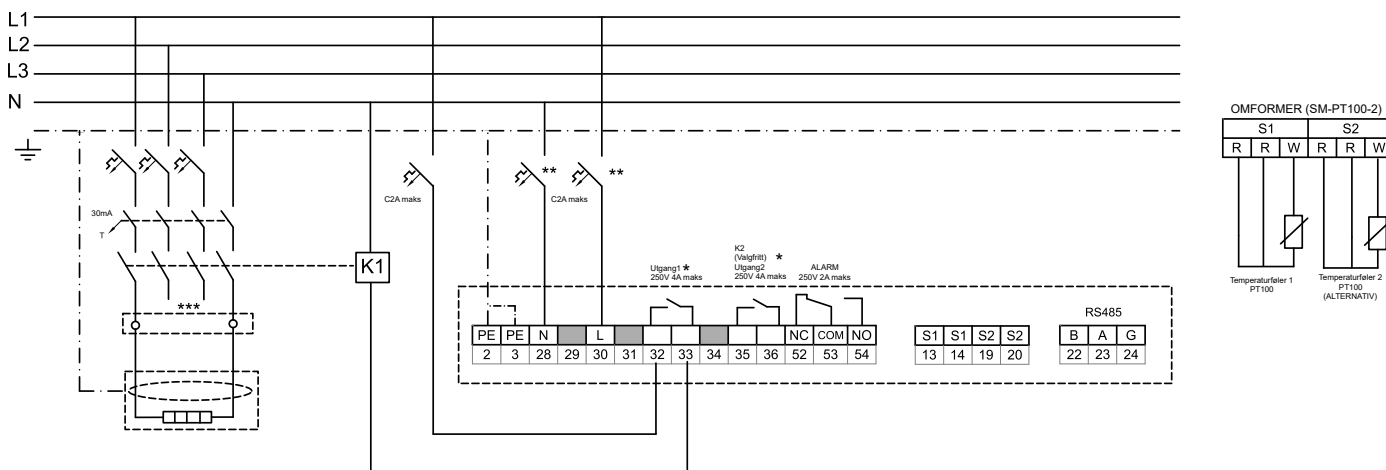 L1
L2
L3
N
30mA
T
***
K1
C2A maks
**
C2A maks
**
Utgang1 *
250V 4A maks
K2
(Valgfritt) *
Utgang2
250V 4A maks
ALARM
250V 2A maks
PE PE N L NC COM NO
2 3 28 29 30 31 32 33 34 35 36 52 53 54
S1 S1 S2 S2
13 14 19 20
RS485
B A G
22 23 24
OMFORMER (SM-PT100-2)
S1 S2
R R W R R W
Temperaturføler 1
PT100
Temperaturføler 2
PT100
(ALTERNATIV)